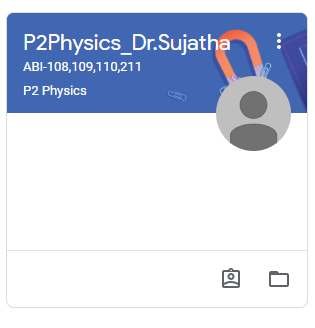 P2Physics_Dr.Sujatha
ABI-108,109,110,211
P2 Physics